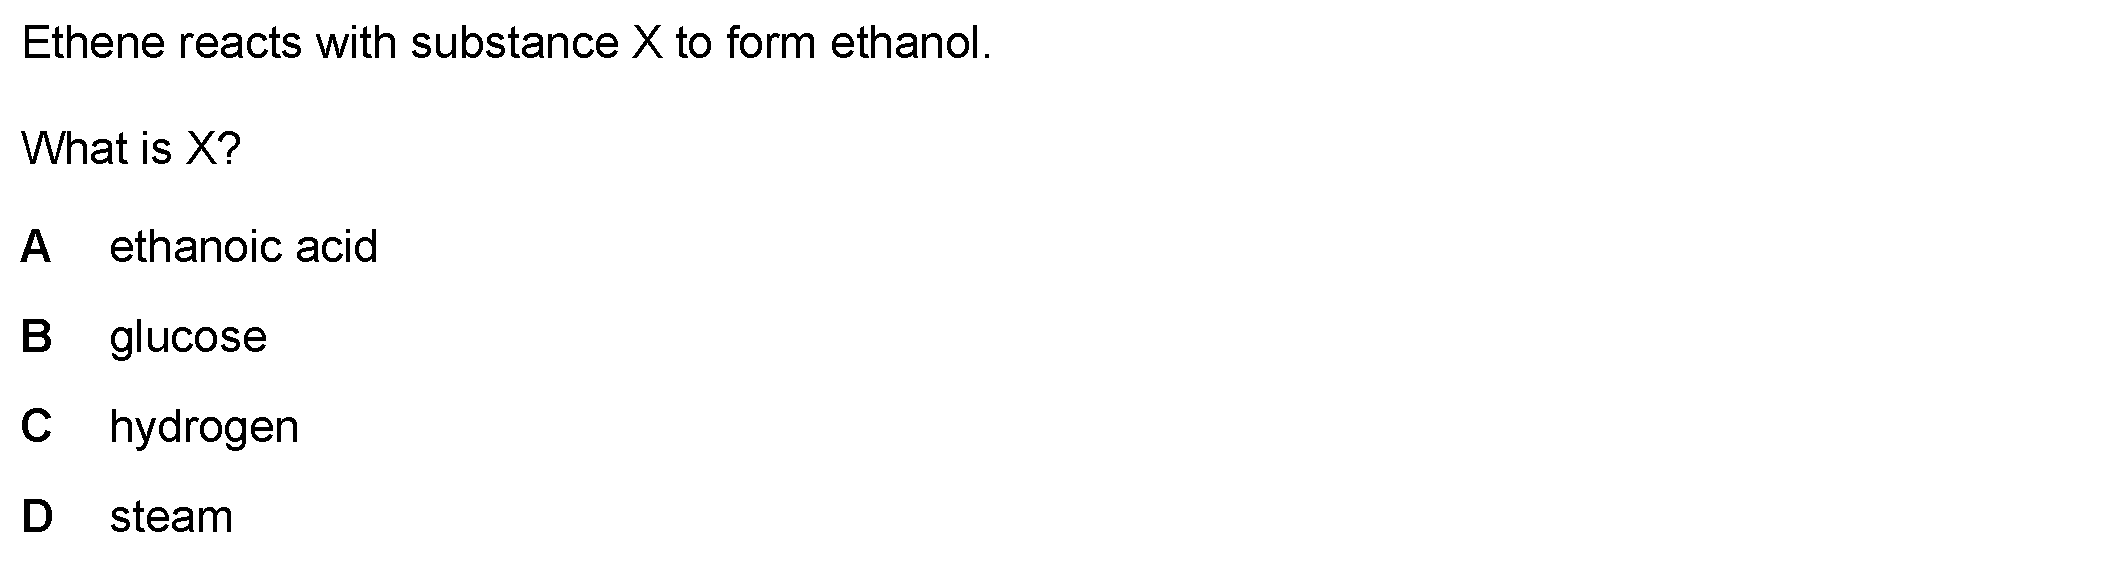 Ethene reacts with substance X to form ethanol.
What is X?
A ethanoic acid
B glucose
C hydrogen
D steam